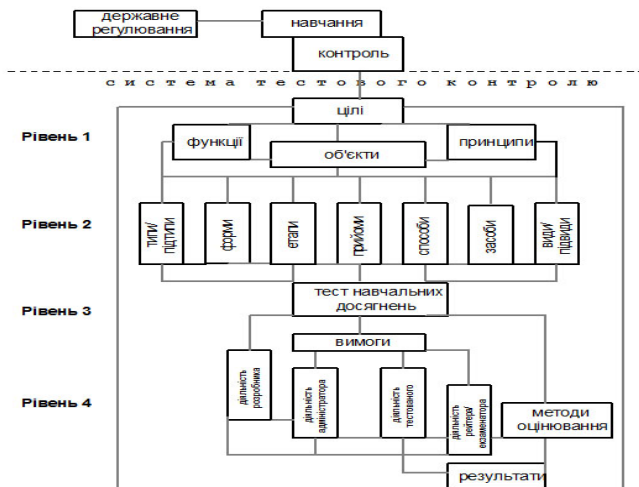 державне
регулювання
навчання
контроль
система тестового контролю
цілі
Рівень 1
функції
об'єкти
принципи
Рівень 2
типи/
підтипи
форми
етапи
прийоми
способи
засоби
види/
підвиди
Рівень 3
тест навчальних
досягнень
вимоги
Рівень 4
діяльність
розробника
діяльність
адміністратора
діяльність
тестованого
діяльність
рейтера/
екзаменатора
методи
оцінювання
результати